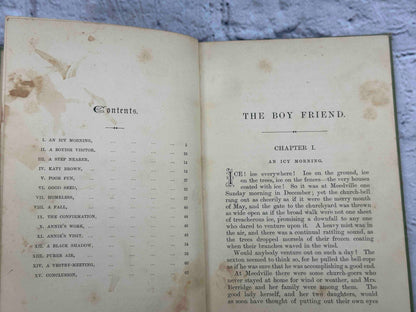 Contents.
I. AN ICY MORNING, 5
II. A BOYISH VISITOR,
III. A STEP NEARER,
IV. KATY BROWN,
V. POOR FUN,
VI. GOOD SEED,
VII. HOMELESS,
VIII. A FALL,
IX. THE CONFIRMATION,
X. ANNIE'S WORK,
XI. ANNIE'S VISIT,
XII. A BLACK SHADOW,
XIII. PURER AIR,
XIV. A VESTRY-MEETING,
XV. CONCLUSION,
THE BOY FRIEND.
CHAPTER I.
AN ICY MORNING.
ICE! ice everywhere! Ice on the ground, ice
on the trees, ice on the fences—the very houses
coated with ice! So it was at Meedville one
Sunday morning in December; yet the church-bell
rang out as cheerily as if it were the merry month
of May, and the gate to the churchyard was thrown
as wide open as if the broad walk were not one sheet
of treacherous ice, promising a downfall to any one
who dared to venture upon it. A heavy mist was in
the air, and there was a continual rattling sound, as
the trees dropped morsels of their frozen coating
when their branches waved in the wind.
Would anybody venture out on such a day! The
sexton seemed to think so, for he pulled the bell-rope
as if he was sure that he was accomplishing a good end.
At Meedville there were some church-goers who
never stayed at home for wind or weather, and Mrs.
Berridge and her family were among them. The
good lady herself, and her two daughters, would
as soon have thought of putting out their own eyes